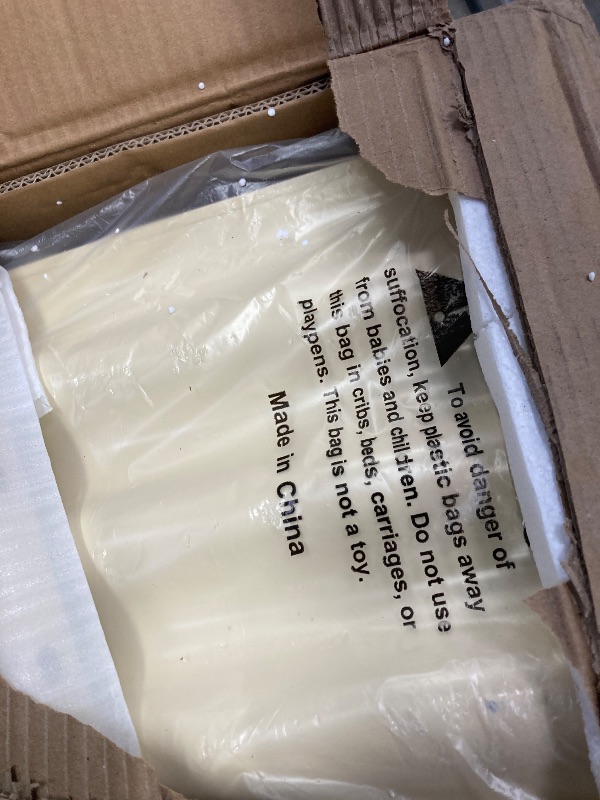 To avoid danger of
suffocation, keep plastic bags away
from babies and children. Do not use
this bag in cribs, beds, carriages, or
playpens. This bag is not a toy.
Made in China